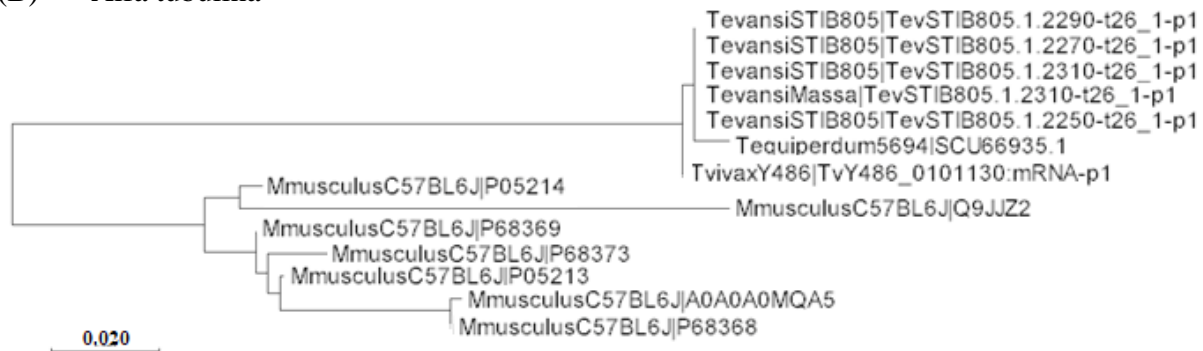 (B) Alfa tubulina
TevansiSTIB805|TevSTIB805.1.2290-t26_1-p1
TevansiSTIB805|TevSTIB805.1.2270-t26_1-p1
TevansiSTIB805|TevSTIB805.1.2310-t26_1-p1
TevansiMassa|TevSTIB805.1.2310-t26_1-p1
TevansiSTIB805|TevSTIB805.1.2250-t26_1-p1
Tequiperdum5694|SCU66935.1
TvivaxY486|TvY486_0101130:mRNA-p1
MmusculusC57BL6J|P05214
MmusculusC57BL6J|Q9JJZ2
MmusculusC57BL6J|P68369
MmusculusC57BL6J|P68373
MmusculusC57BL6J|P05213
MmusculusC57BL6J|A0A0A0MQA5
MmusculusC57BL6J|P68368
0,020